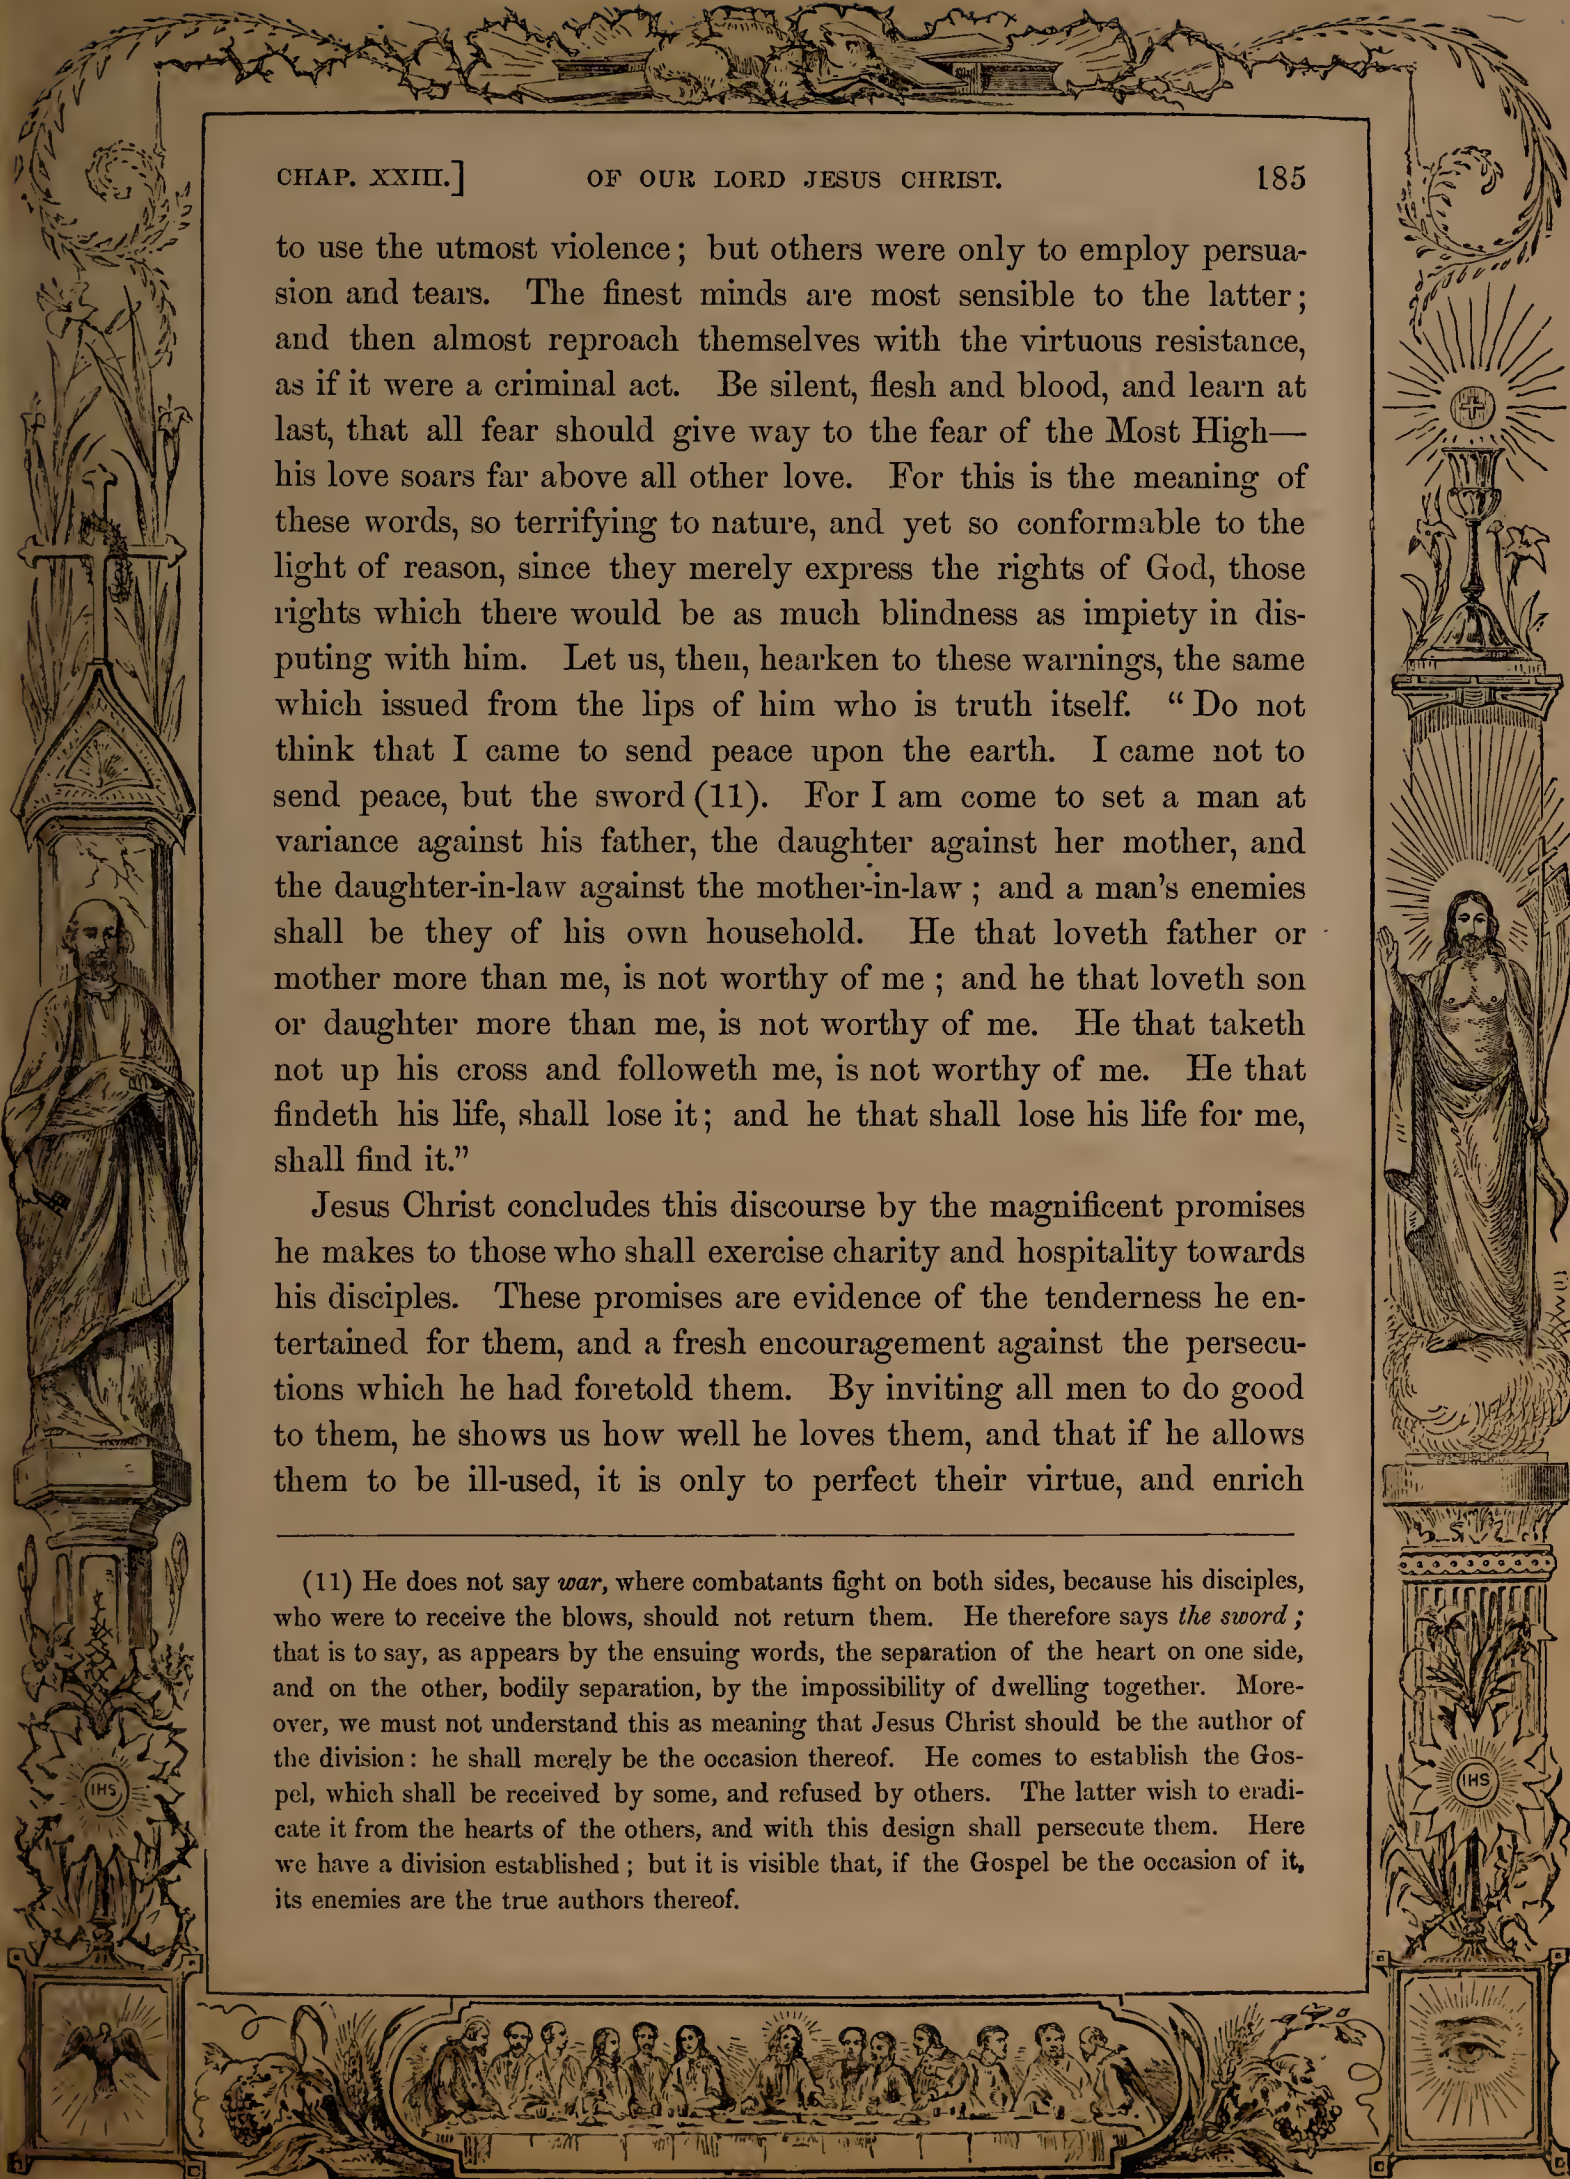 CHAP. XXIII.] OF OUR LORD JESUS CHRIST. 185
to use the utmost violence; but others were only to employ persua-
sion and tears. The finest minds are most sensible to the latter;
and then almost reproach themselves with the virtuous resistance,
as if it were a criminal act. Be silent, flesh and blood, and learn at
last, that all fear should give way to the fear of the Most High—
his love soars far above all other love. For this is the meaning of
these words, so terrifying to nature, and yet so conformable to the
light of reason, since they merely express the rights of God, those
rights which there would be as much blindness as impiety in dis-
puting with him. Let us, then, hearken to these warnings, the same
which issued from the lips of him who is truth itself. “Do not
think that I came to send peace upon the earth. I came not to
send peace, but the sword (11). For I am come to set a man at
variance against his father, the daughter against her mother, and
the daughter-in-law against the mother-in-law; and a man’s enemies
shall be they of his own household. He that loveth father or
mother more than me, is not worthy of me; and he that loveth son
or daughter more than me, is not worthy of me. He that taketh
not up his cross and followeth me, is not worthy of me. He that
findeth his life, shall lose it; and he that shall lose his life for me,
shall find it.”
Jesus Christ concludes this discourse by the magnificent promises
he makes to those who shall exercise charity and hospitality towards
his disciples. These promises are evidence of the tenderness he en-
tertained for them, and a fresh encouragement against the persecu-
tions which he had foretold them. By inviting all men to do good
to them, he shows us how well he loves them, and that if he allows
them to be ill-used, it is only to perfect their virtue, and enrich
(11) He does not say war, where combatants fight on both sides, because his disciples,
who were to receive the blows, should not return them. He therefore says the sword;
that is to say, as appears by the ensuing words, the separation of the heart on one side,
and on the other, bodily separation, by the impossibility of dwelling together. More-
over, we must not understand this as meaning that Jesus Christ should be the author of
the division: he shall merely be the occasion thereof. He comes to establish the Gos-
pel, which shall be received by some, and refused by others. The latter wish to eradi-
cate it from the hearts of the others, and with this design shall persecute them. Here
we have a division established; but it is visible that, if the Gospel be the occasion of it,
its enemies are the true authors thereof.
IHS
IHS